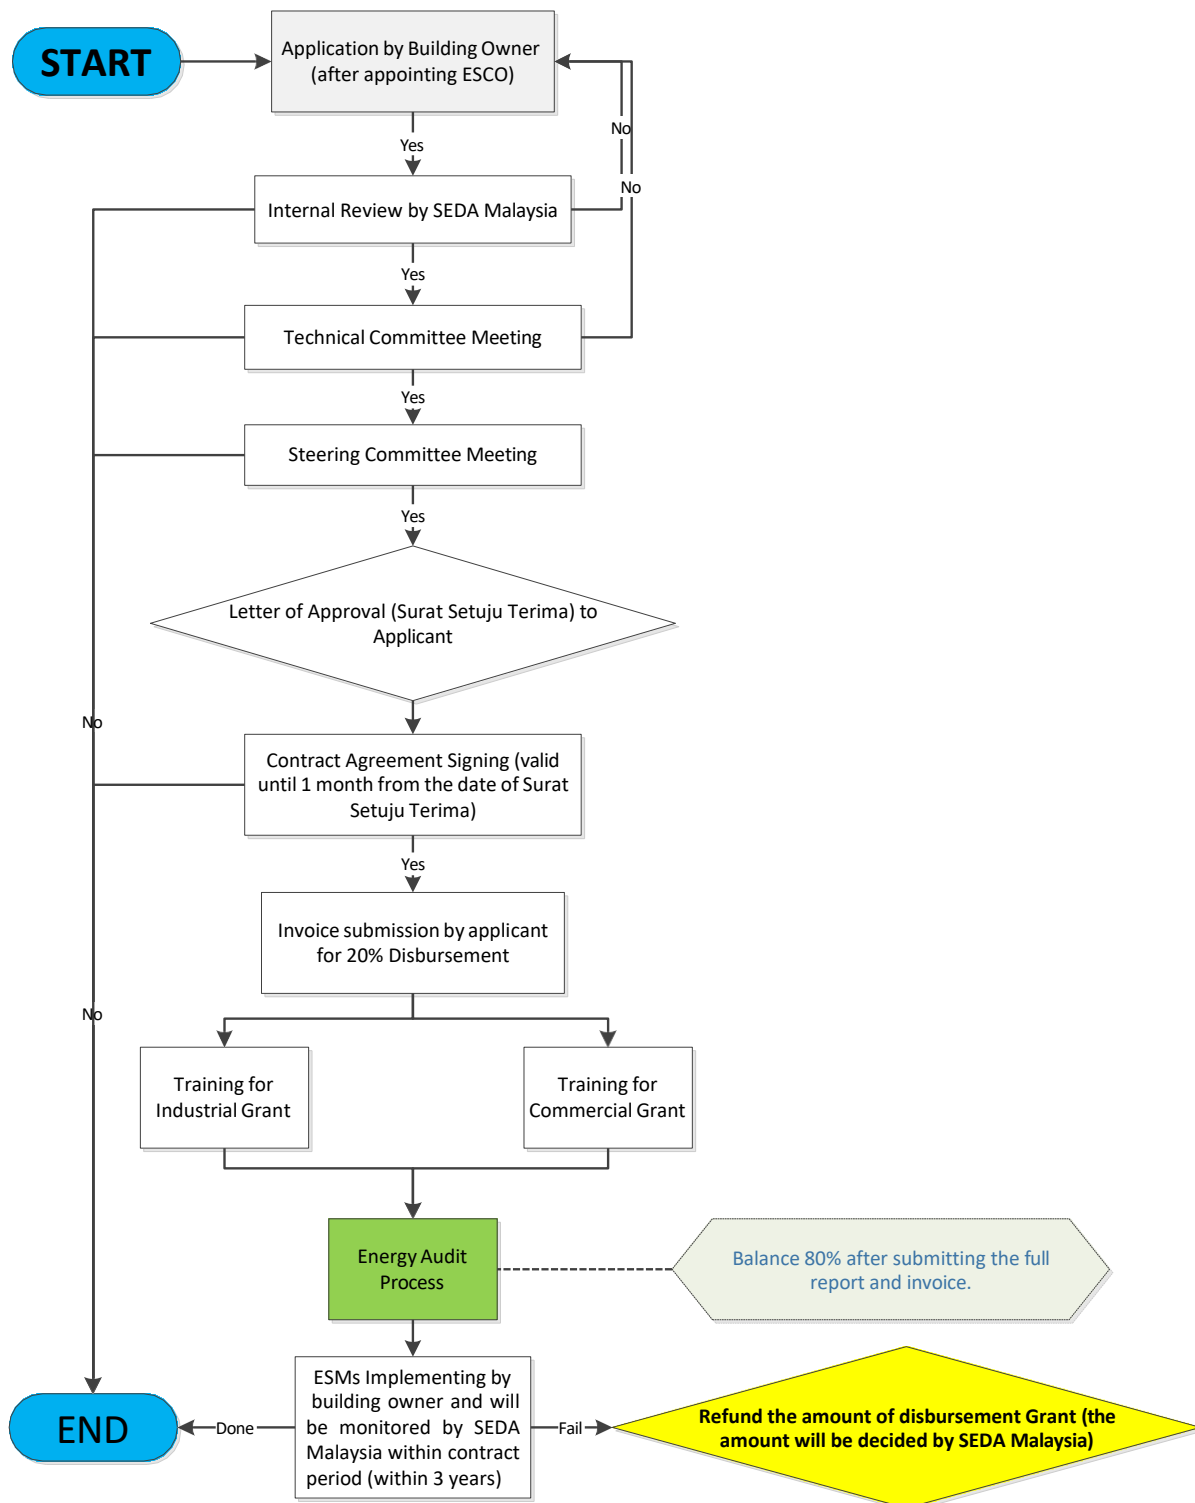 START
Application by Building Owner
(after appointing ESCO)
No
Yes
No
Internal Review by SEDA Malaysia
Yes
Technical Committee Meeting
Yes
Steering Committee Meeting
Yes
Letter of Approval (Surat Setuju Terima) to
Applicant
No
Contract Agreement Signing (valid
until 1 month from the date of Surat
Setuju Terima)
Yes
Invoice submission by applicant
for 20% Disbursement
No
Training for
Industrial Grant
Training for
Commercial Grant
Energy Audit
Process
Balance 80% after submitting the full
report and invoice.
ESMs Implementing by
building owner and will
be monitored by SEDA
Malaysia within contract
period (within 3 years)
Done
END
Fail
Refund the amount of disbursement Grant (the
amount will be decided by SEDA Malaysia)